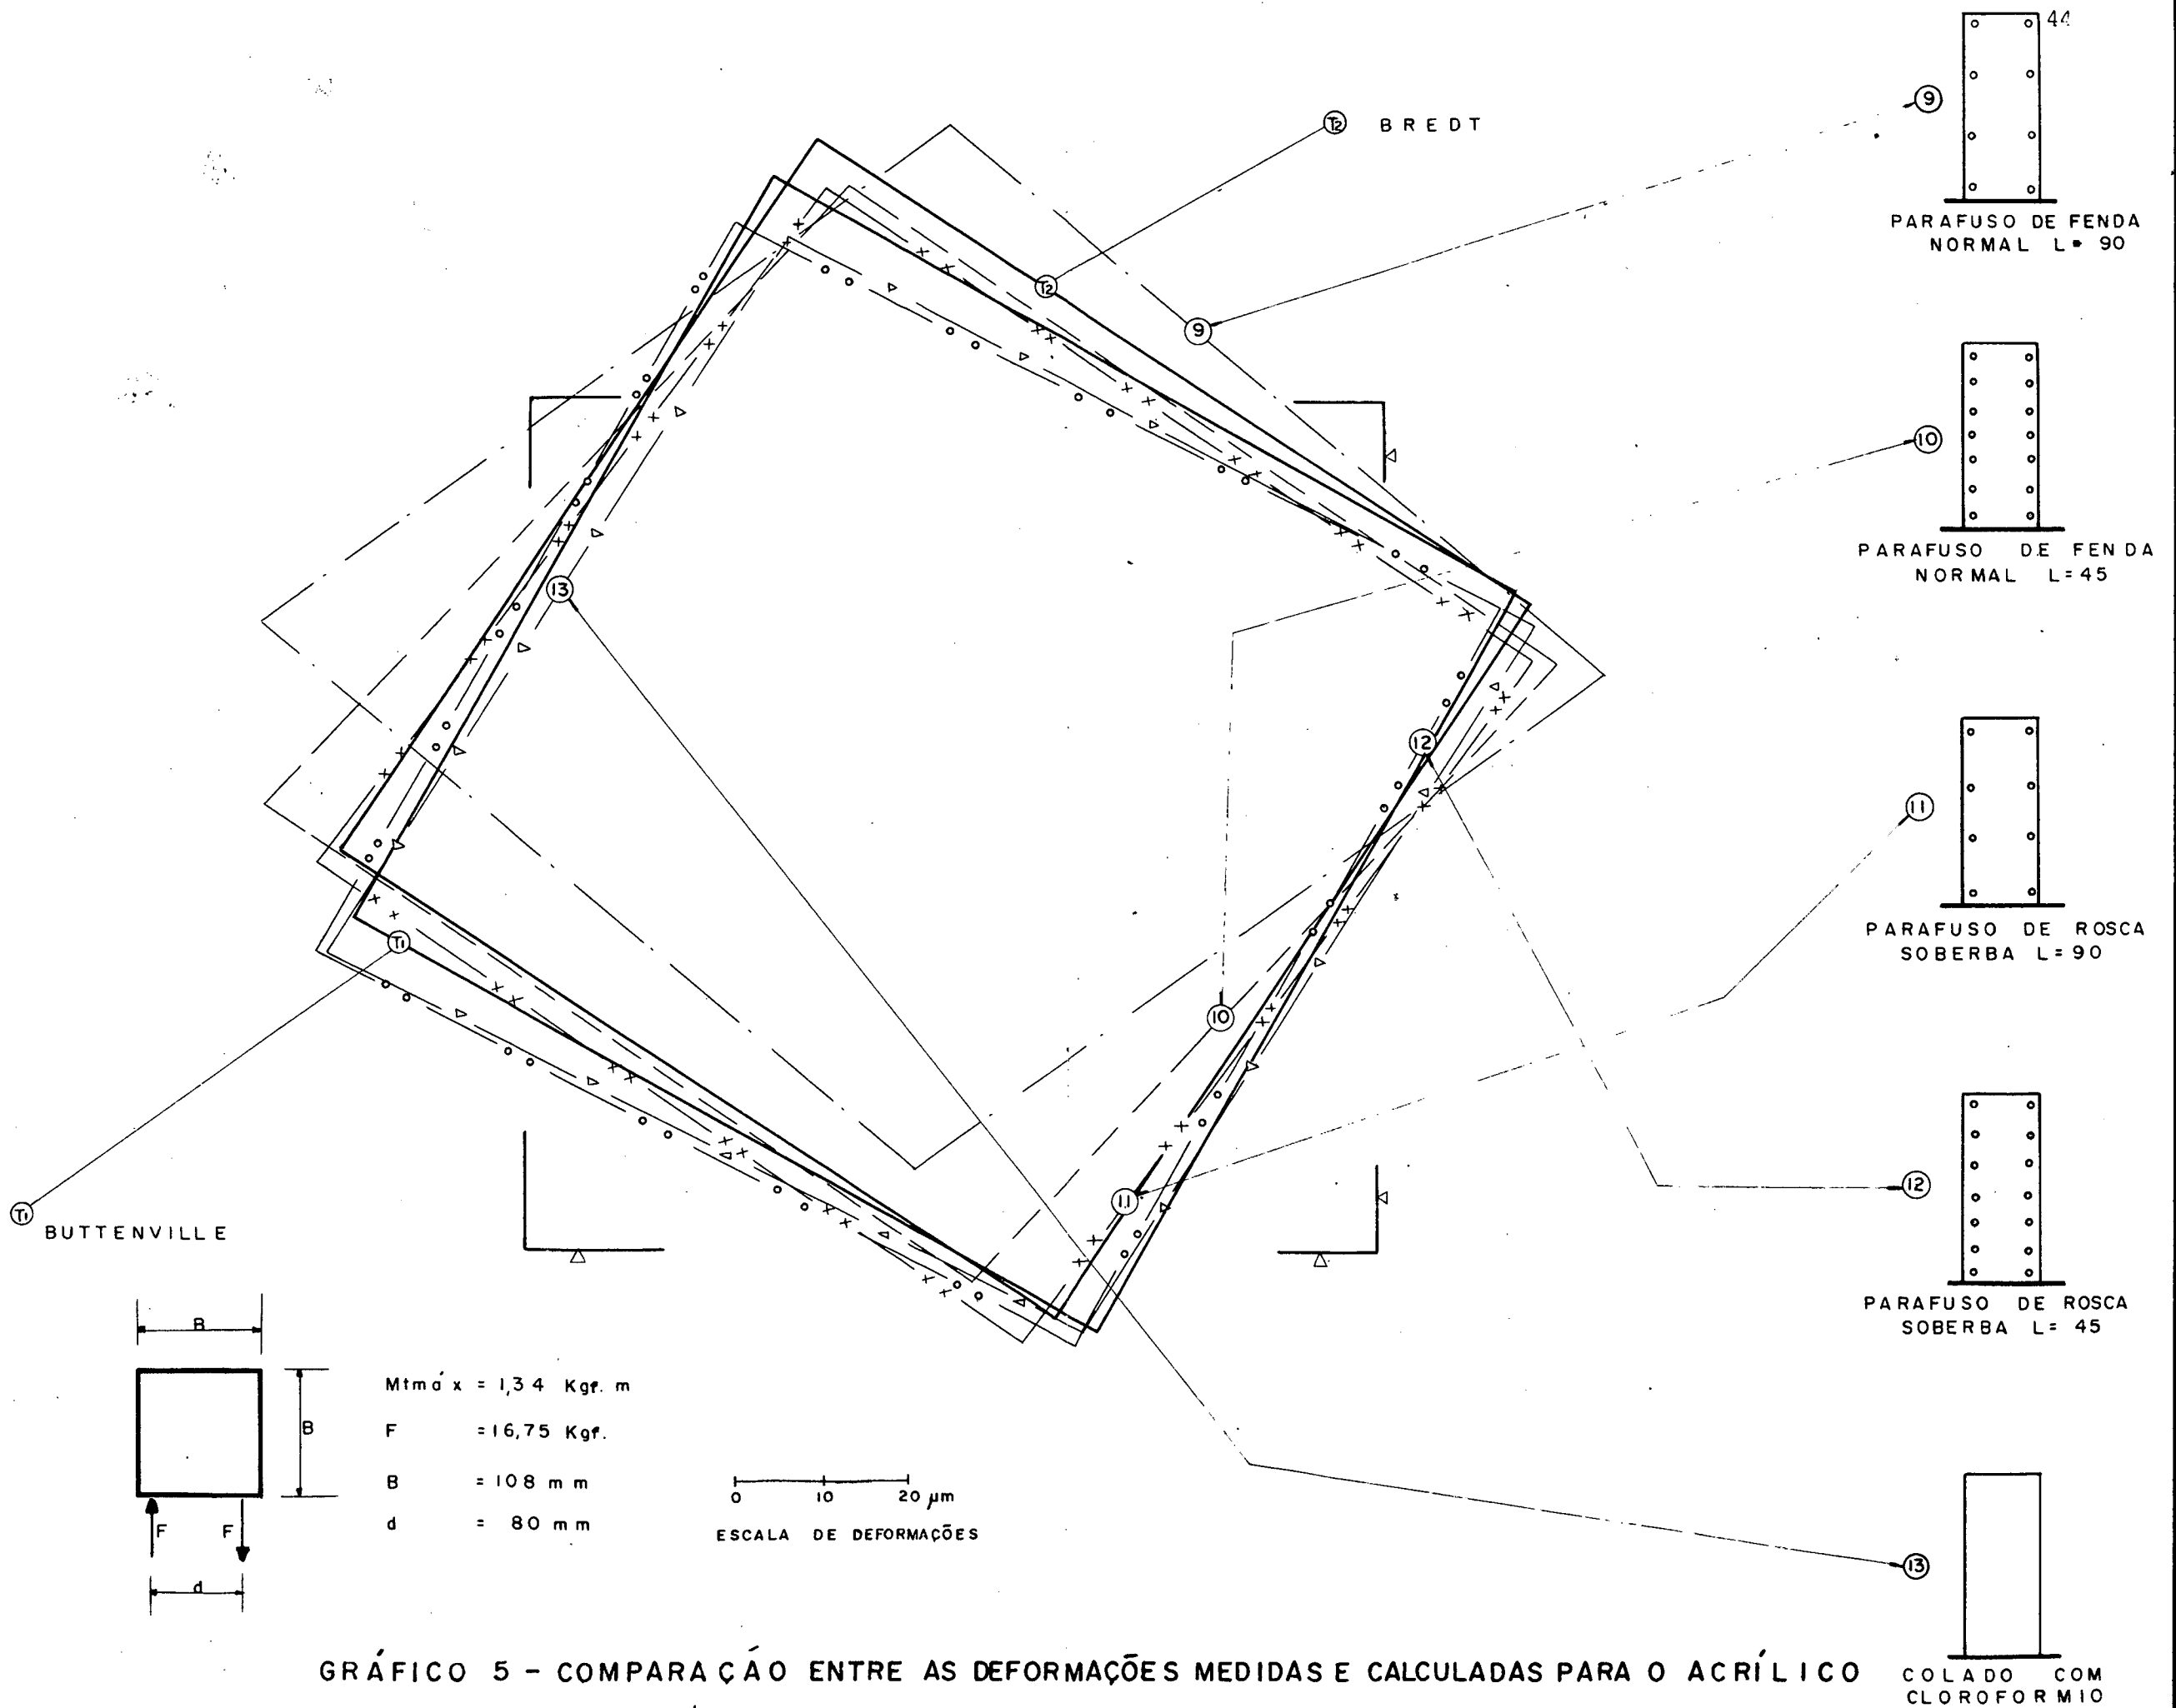 44
9
PARAFUSO DE FENDA
NORMAL L= 90
T2 BREDT
T2
9
10
PARAFUSO DE FENDA
NORMAL L=45
13
12
11
PARAFUSO DE ROSCA
SOBERBA L=90
T1
10
11
12
PARAFUSO DE ROSCA
SOBERBA L= 45
T1
BUTTENVILLE
B
B
F
F
d
Mtmáx = 1,34 Kgf. m
F =16,75 Kgf.
B = 108 mm
d = 80 mm
0 10 20 µm
ESCALA DE DEFORMAÇÕES
13
COLADO COM
CLOROFORMIO
GRÁFICO 5 - COMPARAÇÁO ENTRE AS DEFORMAÇÕES MEDIDAS E CALCULADAS PARA O ACRÍLICO